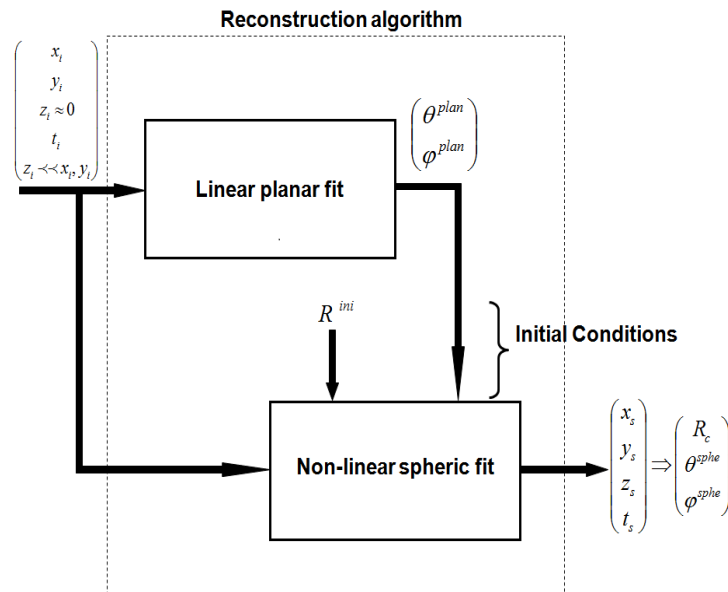 Reconstruction algorithm
x_i
y_i
z_i ≈ 0
t_i
z_i ≺≺ x_i, y_i
θ^plan
φ^plan
Linear planar fit
R^ini
Initial Conditions
Non-linear spheric fit
x_s
y_s
z_s
t_s
⇒
R_c
θ^sphe
φ^sphe